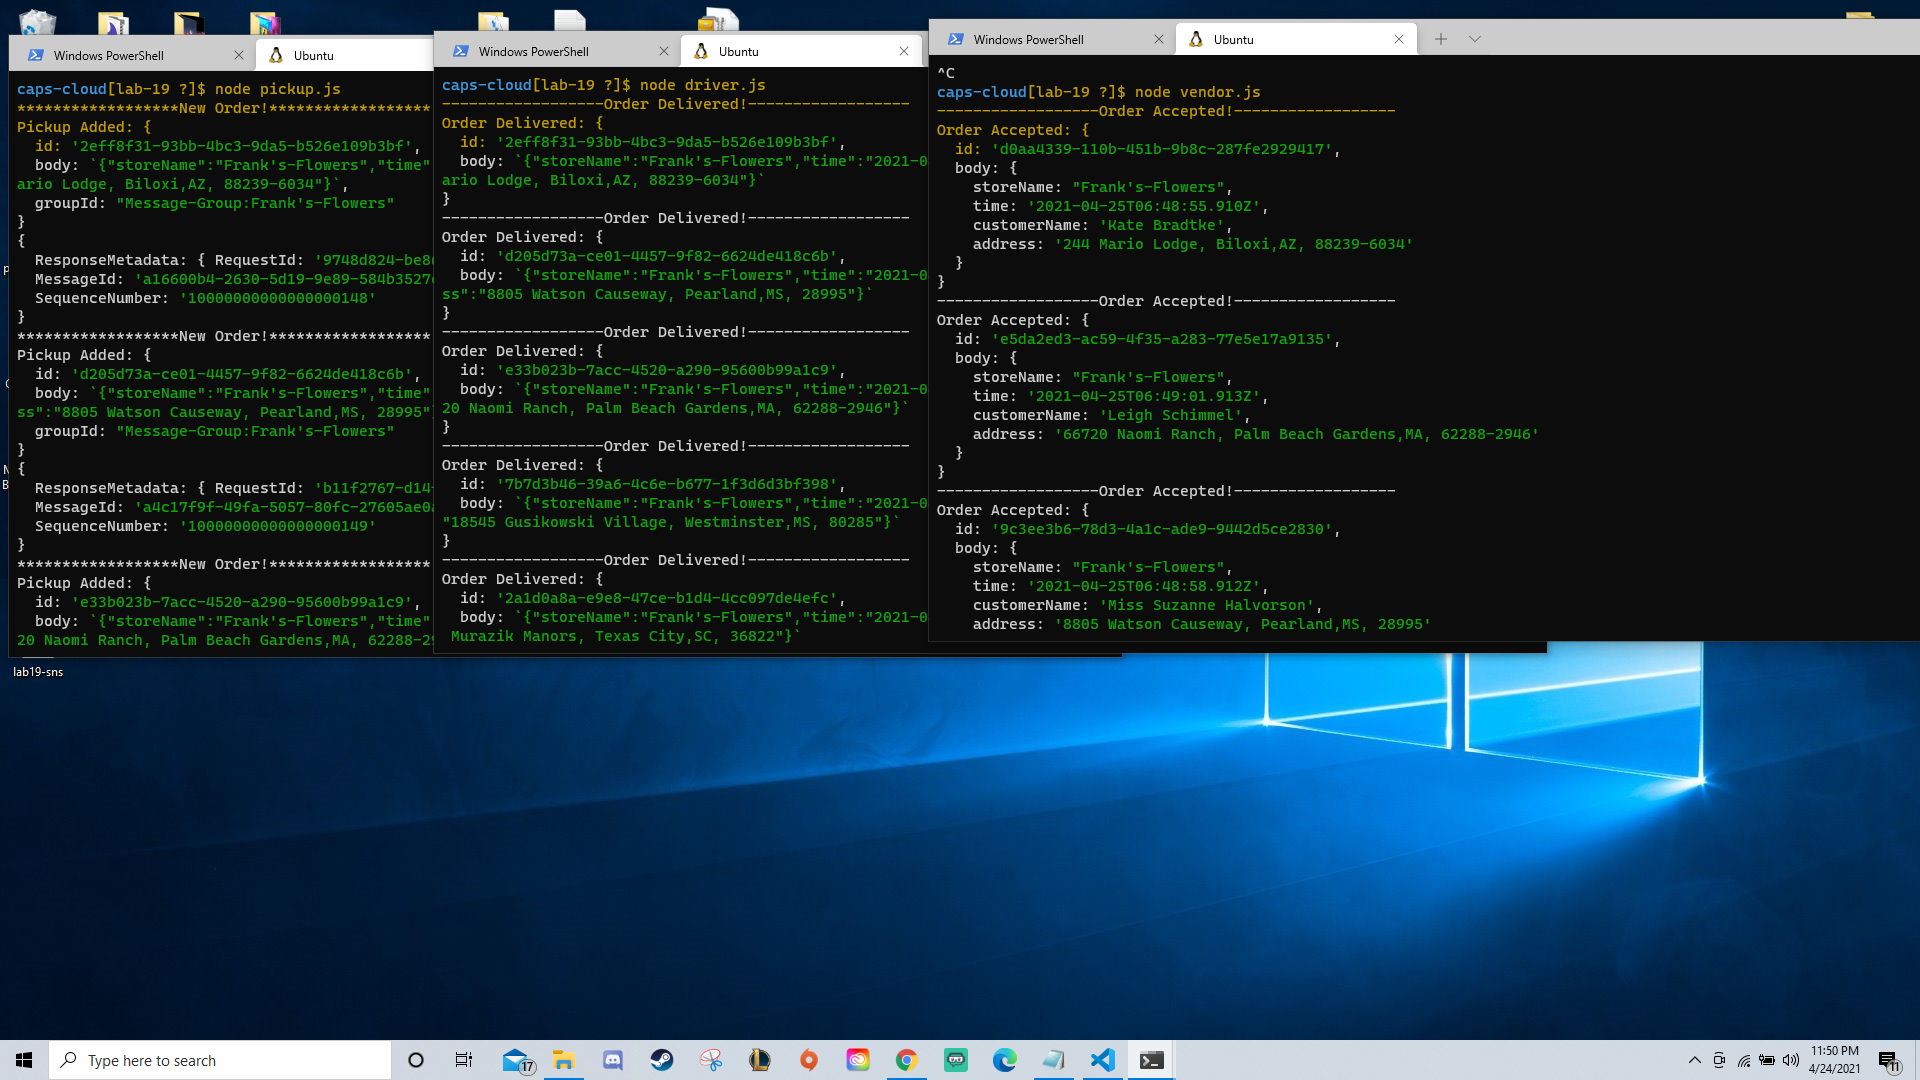 Windows PowerShell
Ubuntu
caps-cloud[lab-19 ?]$ node pickup.js
******************New Order!******************
Pickup Added: {
id: '2eff8f31-93bb-4bc3-9da5-b526e109b3bf',
body: `{"storeName":"Frank's-Flowers","time"
ario Lodge, Biloxi,AZ, 88239-6034"}`,
groupId: "Message-Group:Frank's-Flowers"
}
{
ResponseMetadata: { RequestId: '9748d824-be8
MessageId: 'a16600b4-2630-5d19-9e89-584b3527
SequenceNumber: '10000000000000000148'
}
******************New Order!******************
Pickup Added: {
id: 'd205d73a-ce01-4457-9f82-6624de418c6b',
body: `{"storeName":"Frank's-Flowers","time"
ss":"8805 Watson Causeway, Pearland,MS, 28995"}
groupId: "Message-Group:Frank's-Flowers"
}
{
ResponseMetadata: { RequestId: 'b11f2767-d14
MessageId: 'a4c17f9f-49fa-5057-80fc-27605ae0
SequenceNumber: '10000000000000000149'
}
******************New Order!******************
Pickup Added: {
id: 'e33b023b-7acc-4520-a290-95600b99a1c9',
body: `{"storeName":"Frank's-Flowers","time"
20 Naomi Ranch, Palm Beach Gardens,MA, 62288-29
Windows PowerShell
Ubuntu
caps-cloud[lab-19 ?]$ node driver.js
------------------Order Delivered!------------------
Order Delivered: {
id: '2eff8f31-93bb-4bc3-9da5-b526e109b3bf',
body: `{"storeName":"Frank's-Flowers","time":"2021-0
ario Lodge, Biloxi,AZ, 88239-6034"}`
}
------------------Order Delivered!------------------
Order Delivered: {
id: 'd205d73a-ce01-4457-9f82-6624de418c6b',
body: `{"storeName":"Frank's-Flowers","time":"2021-0
ss":"8805 Watson Causeway, Pearland,MS, 28995"}`
}
------------------Order Delivered!------------------
Order Delivered: {
id: 'e33b023b-7acc-4520-a290-95600b99a1c9',
body: `{"storeName":"Frank's-Flowers","time":"2021-0
20 Naomi Ranch, Palm Beach Gardens,MA, 62288-2946"}`
}
------------------Order Delivered!------------------
Order Delivered: {
id: '7b7d3b46-39a6-4c6e-b677-1f3d6d3bf398',
body: `{"storeName":"Frank's-Flowers","time":"2021-0
"18545 Gusikowski Village, Westminster,MS, 80285"}`
}
------------------Order Delivered!------------------
Order Delivered: {
id: '2a1d0a8a-e9e8-47ce-b1d4-4cc097de4efc',
body: `{"storeName":"Frank's-Flowers","time":"2021-0
Murazik Manors, Texas City,SC, 36822"}`
Windows PowerShell
Ubuntu
^C
caps-cloud[lab-19 ?]$ node vendor.js
------------------Order Accepted!------------------
Order Accepted: {
id: 'd0aa4339-110b-451b-9b8c-287fe2929417',
body: {
storeName: "Frank's-Flowers",
time: '2021-04-25T06:48:55.910Z',
customerName: 'Kate Bradtke',
address: '244 Mario Lodge, Biloxi,AZ, 88239-6034'
}
}
------------------Order Accepted!------------------
Order Accepted: {
id: 'e5da2ed3-ac59-4f35-a283-77e5e17a9135',
body: {
storeName: "Frank's-Flowers",
time: '2021-04-25T06:49:01.913Z',
customerName: 'Leigh Schimmel',
address: '66720 Naomi Ranch, Palm Beach Gardens,MA, 62288-2946'
}
}
------------------Order Accepted!------------------
Order Accepted: {
id: '9c3ee3b6-78d3-4a1c-ade9-9442d5ce2830',
body: {
storeName: "Frank's-Flowers",
time: '2021-04-25T06:48:58.912Z',
customerName: 'Miss Suzanne Halvorson',
address: '8805 Watson Causeway, Pearland,MS, 28995'
lab19-sns
Type here to search
17
11:50 PM
4/24/2021
11